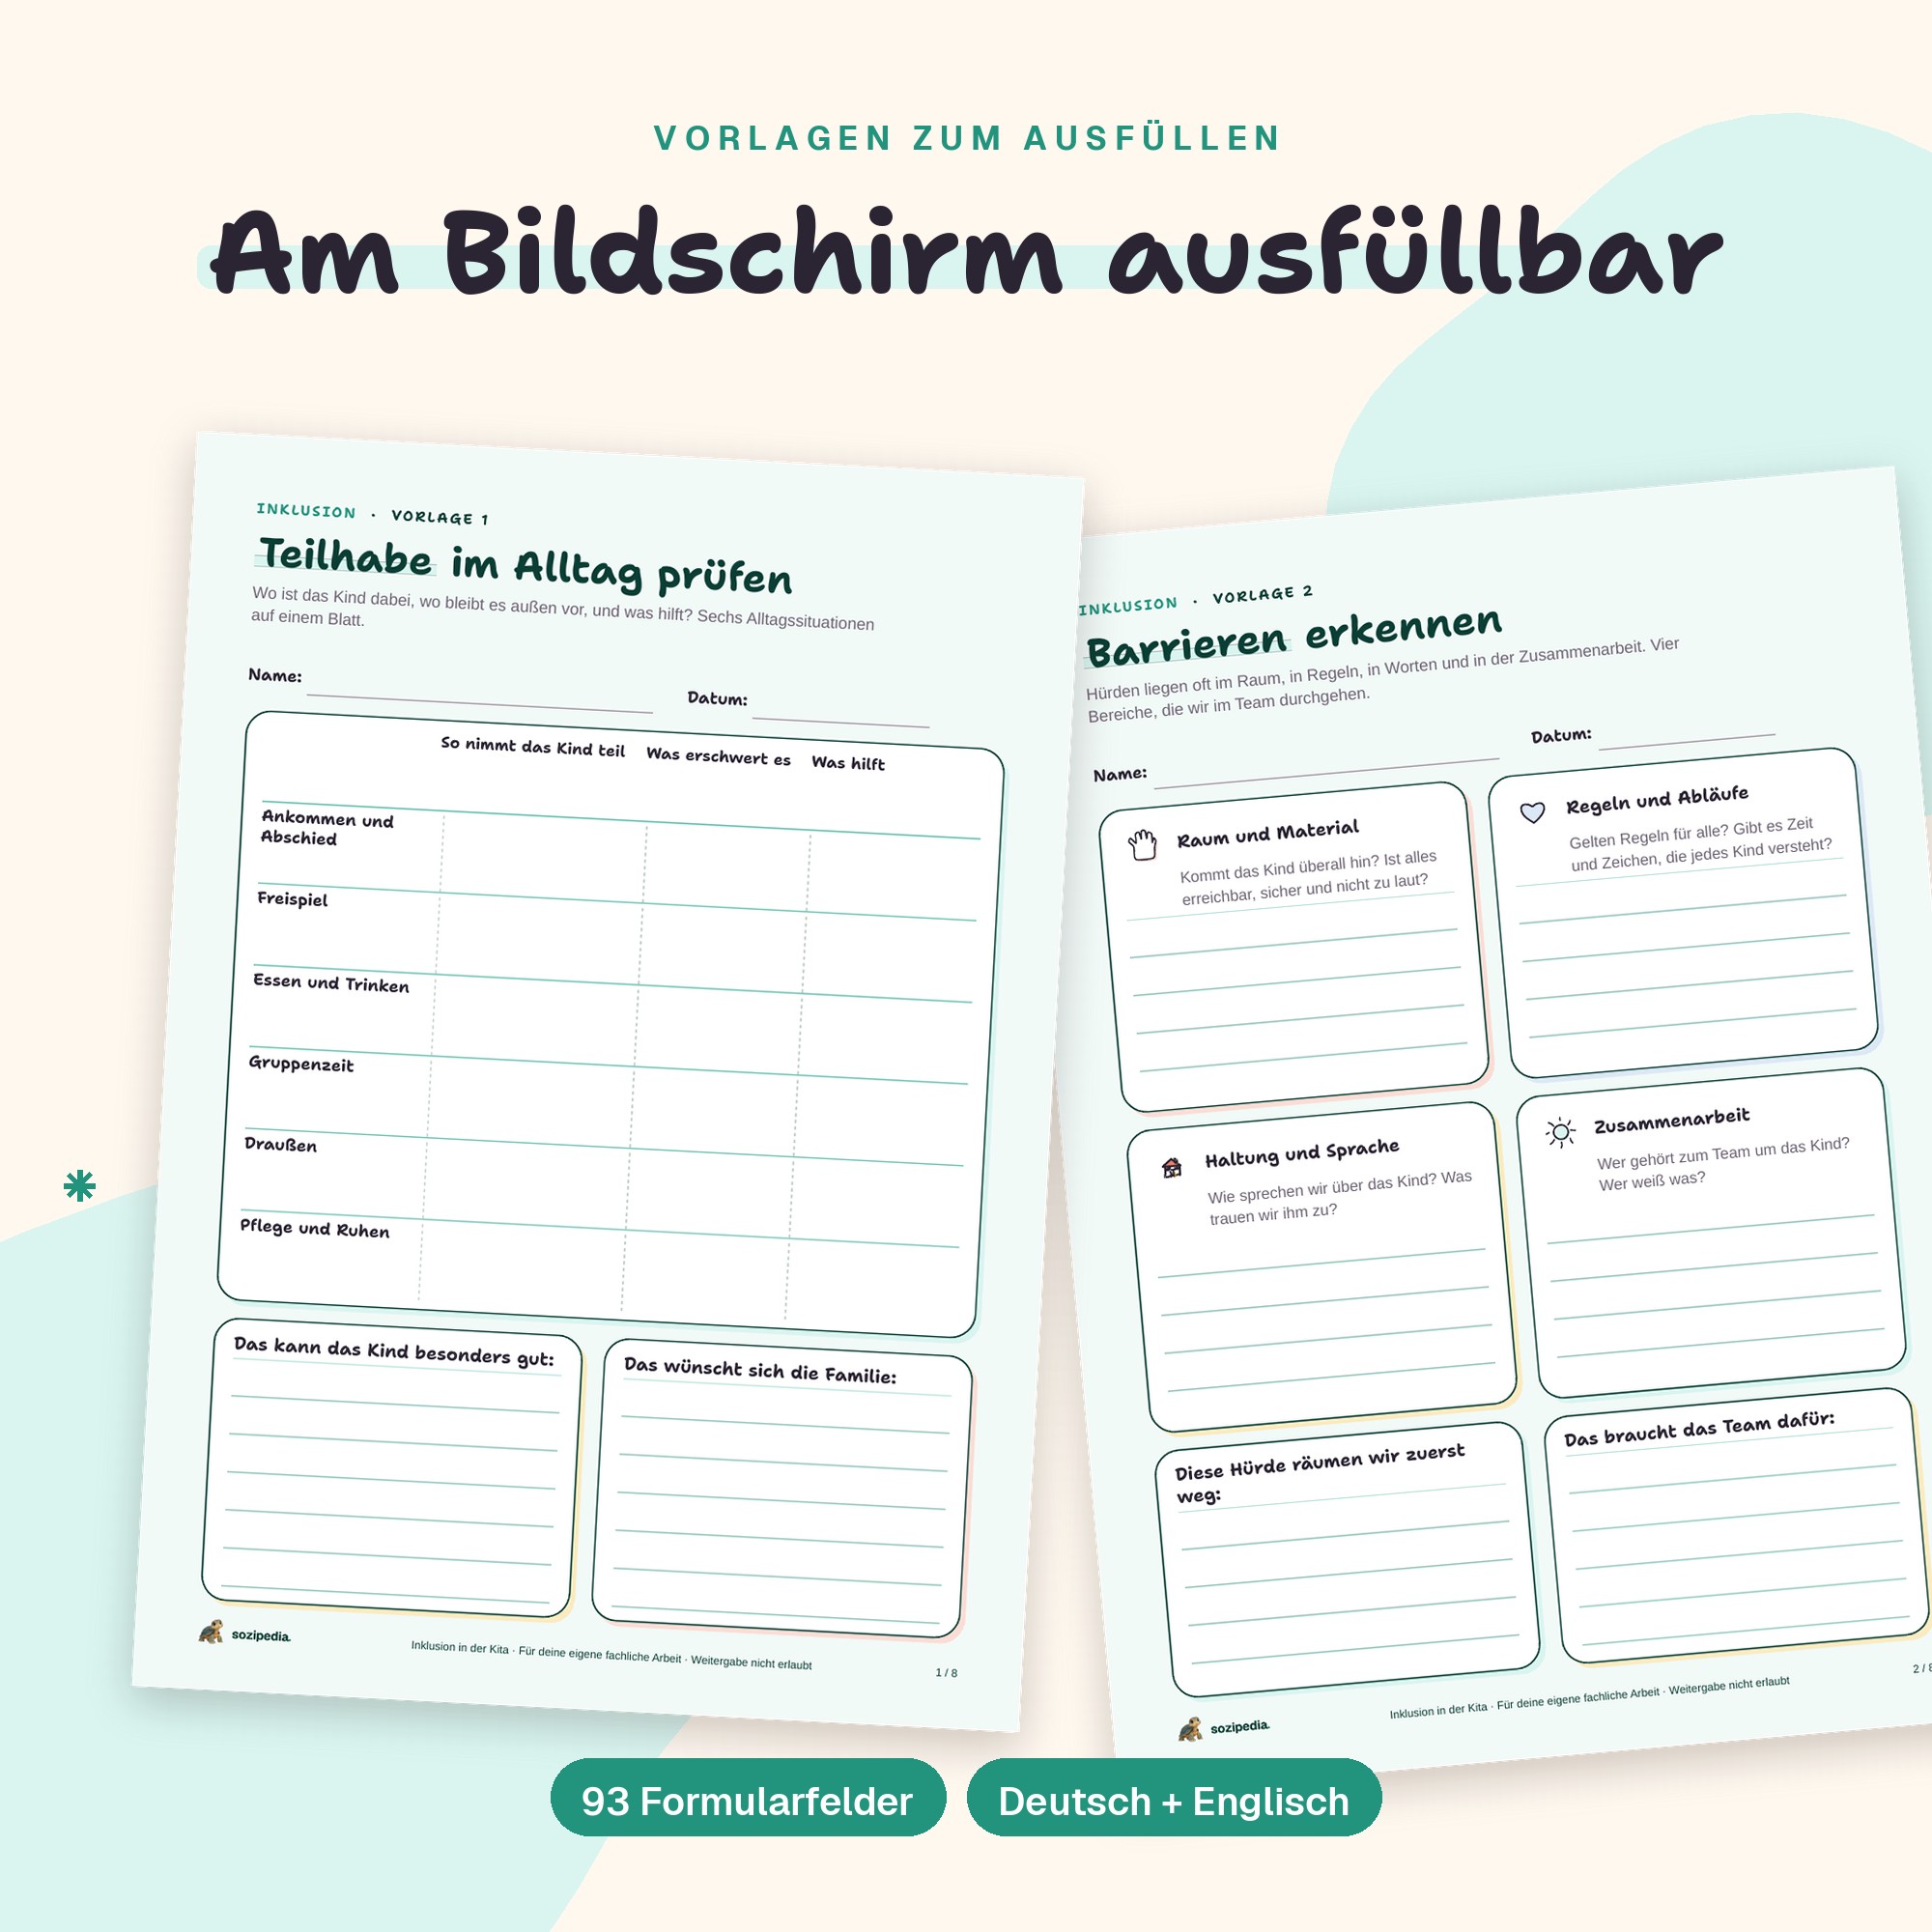 VORLAGEN ZUM AUSFÜLLEN
Am Bildschirm ausfüllbar
INKLUSION · VORLAGE 1
Teilhabe im Alltag prüfen
Wo ist das Kind dabei, wo bleibt es außen vor, und was hilft? Sechs Alltagssituationen
auf einem Blatt.
Name:
Datum:
So nimmt das Kind teil
Was erschwert es
Was hilft
Ankommen und
Abschied
Freispiel
Essen und Trinken
Gruppenzeit
Draußen
Pflege und Ruhen
Das kann das Kind besonders gut:
Das wünscht sich die Familie:
sozipedia.
Inklusion in der Kita · Für deine eigene fachliche Arbeit · Weitergabe nicht erlaubt
1 / 8
INKLUSION · VORLAGE 2
Barrieren erkennen
Hürden liegen oft im Raum, in Regeln, in Worten und in der Zusammenarbeit. Vier
Bereiche, die wir im Team durchgehen.
Name:
Datum:
Raum und Material
Kommt das Kind überall hin? Ist alles
erreichbar, sicher und nicht zu laut?
Regeln und Abläufe
Gelten Regeln für alle? Gibt es Zeit
und Zeichen, die jedes Kind versteht?
Haltung und Sprache
Wie sprechen wir über das Kind? Was
trauen wir ihm zu?
Zusammenarbeit
Wer gehört zum Team um das Kind?
Wer weiß was?
Diese Hürde räumen wir zuerst
weg:
Das braucht das Team dafür:
sozipedia.
Inklusion in der Kita · Für deine eigene fachliche Arbeit · Weitergabe nicht erlaubt
2 / 8
93 Formularfelder
Deutsch + Englisch